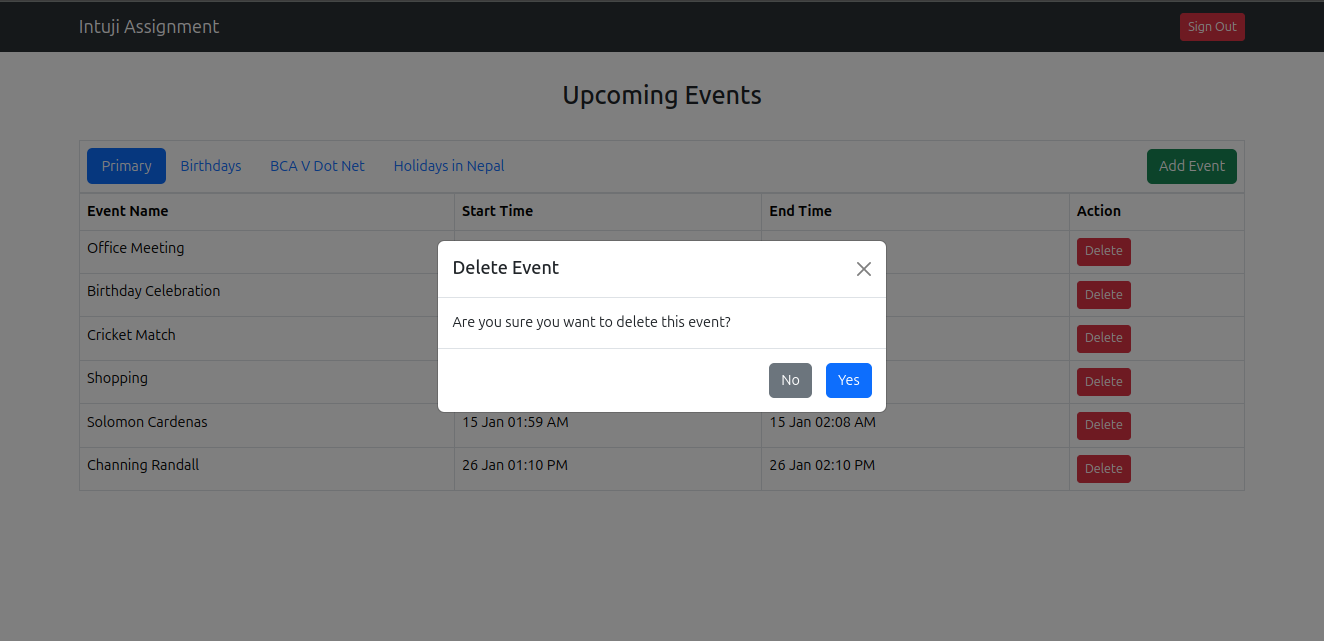 Intuji Assignment Sign Out
Upcoming Events
Primary Birthdays BCA V Dot Net Holidays in Nepal Add Event
Event Name Start Time End Time Action
Office Meeting Delete
Birthday Celebration Delete
Cricket Match Delete
Shopping Delete
Delete Event
Are you sure you want to delete this event?
No Yes
Solomon Cardenas 15 Jan 01:59 AM 15 Jan 02:08 AM Delete
Channing Randall 26 Jan 01:10 PM 26 Jan 02:10 PM Delete